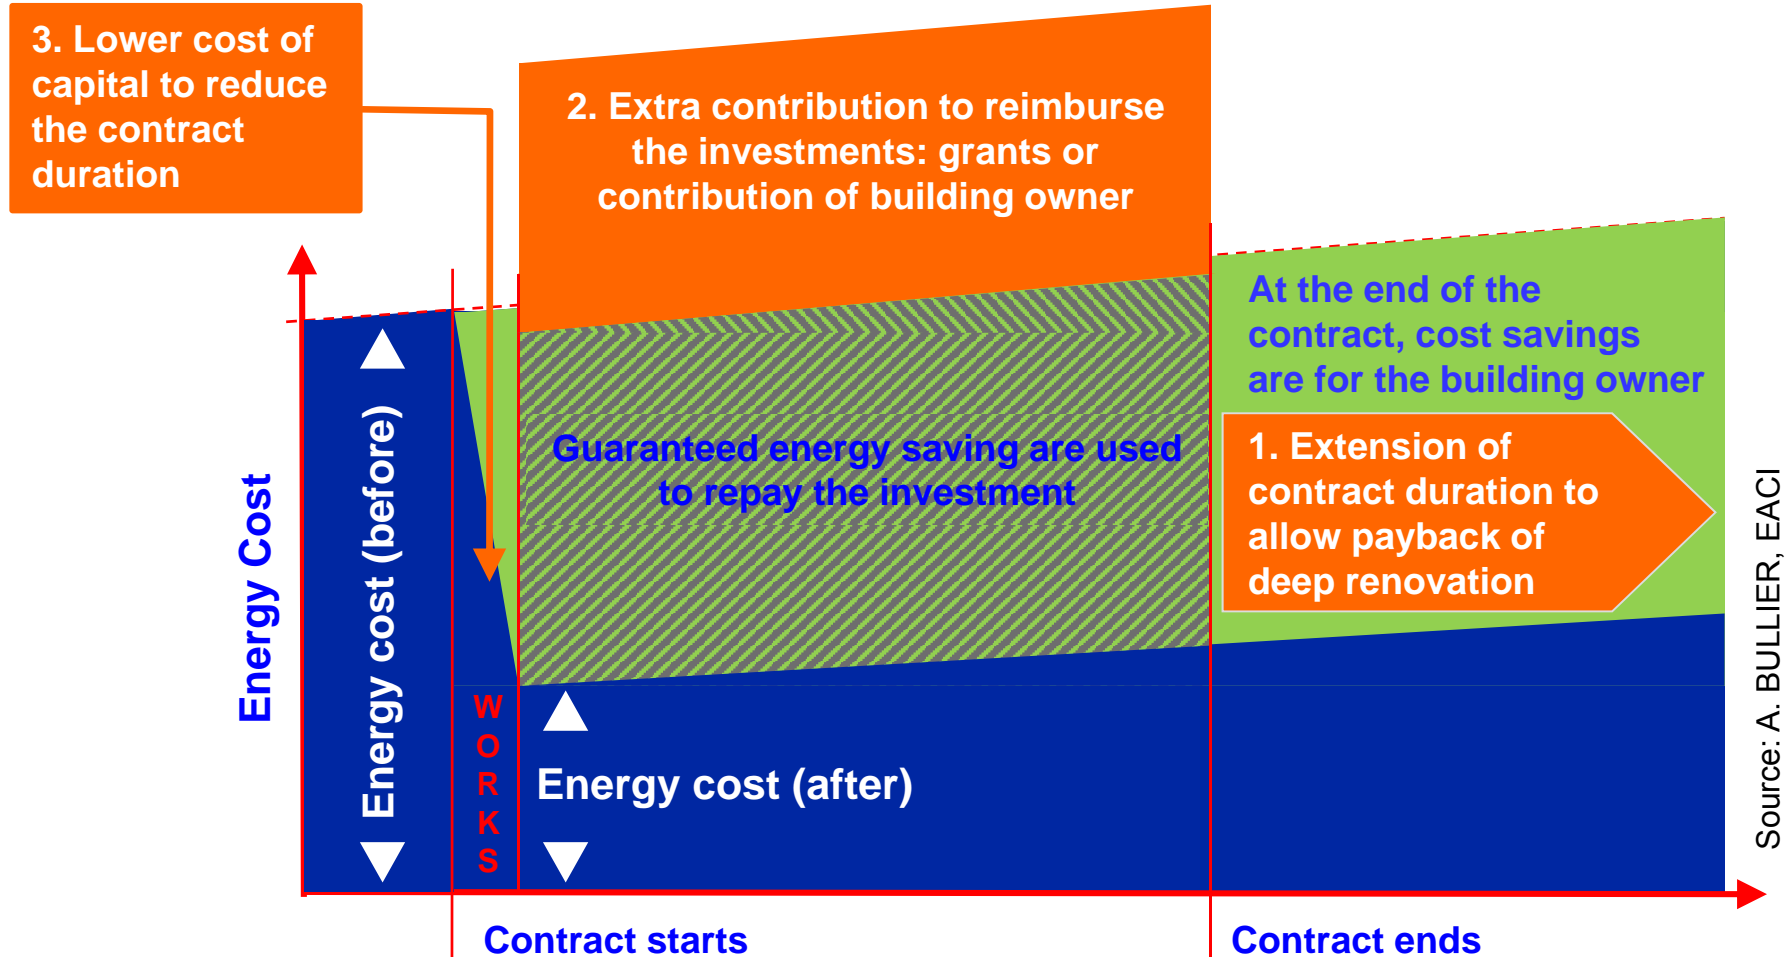 3. Lower cost of
capital to reduce
the contract
duration
2. Extra contribution to reimburse
the investments: grants or
contribution of building owner
At the end of the
contract, cost savings
are for the building owner
Guaranteed energy saving are used
to repay the investment
1. Extension of
contract duration to
allow payback of
deep renovation
Energy Cost
Energy cost (before)
WORKS
Energy cost (after)
Contract starts
Contract ends
Source: A. BULLIER, EACI